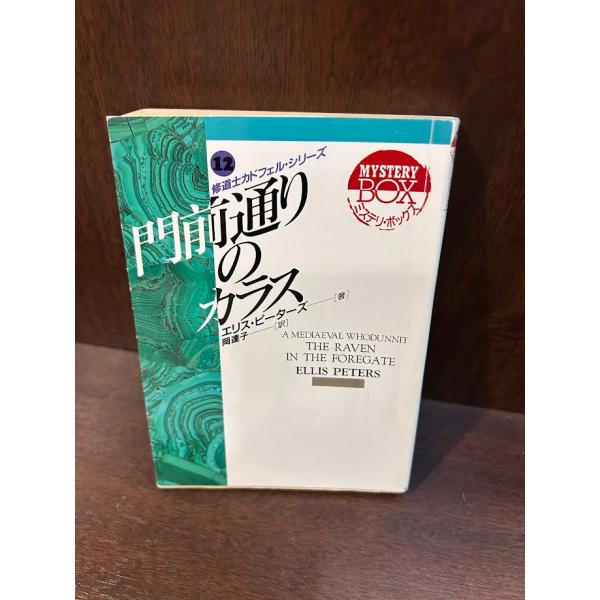 12
修道士カドフェル・シリーズ
門前通り
の
カラス
エリス・ピーターズ──[著]
岡達子──[訳]
MYSTERY
BOX
ミステリ・ボックス
A MEDIAEVAL WHODUNNIT
THE RAVEN
IN THE FOREGATE
ELLIS PETERS